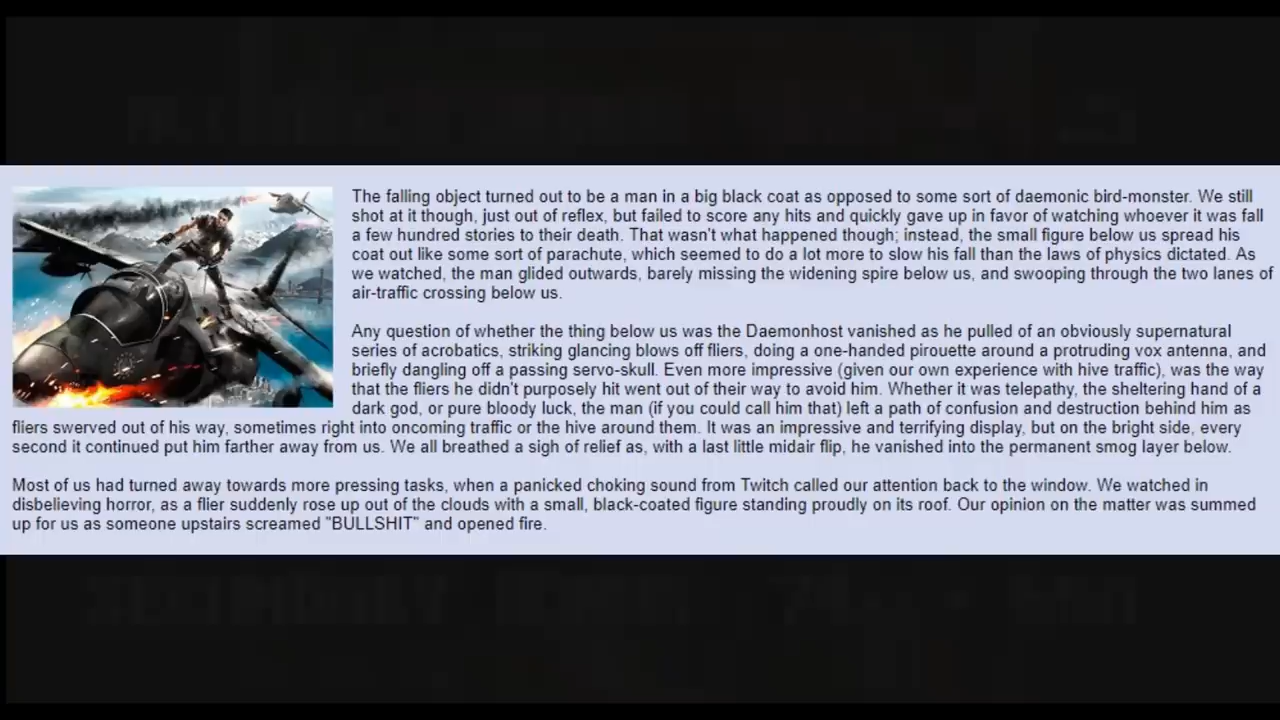 The falling object turned out to be a man in a big black coat as opposed to some sort of daemonic bird-monster. We still
shot at it though, just out of reflex, but failed to score any hits and quickly gave up in favor of watching whoever it was fall
a few hundred stories to their death. That wasn't what happened though; instead, the small figure below us spread his
coat out like some sort of parachute, which seemed to do a lot more to slow his fall than the laws of physics dictated. As
we watched, the man glided outwards, barely missing the widening spire below us, and swooping through the two lanes of
air-traffic crossing below us.
Any question of whether the thing below us was the Daemonhost vanished as he pulled of an obviously supernatural
series of acrobatics, striking glancing blows off fliers, doing a one-handed pirouette around a protruding vox antenna, and
briefly dangling off a passing servo-skull. Even more impressive (given our own experience with hive traffic), was the way
that the fliers he didn't purposely hit went out of their way to avoid him. Whether it was telepathy, the sheltering hand of a
dark god, or pure bloody luck, the man (if you could call him that) left a path of confusion and destruction behind him as
fliers swerved out of his way, sometimes right into oncoming traffic or the hive around them. It was an impressive and terrifying display, but on the bright side, every
second it continued put him farther away from us. We all breathed a sigh of relief as, with a last little midair flip, he vanished into the permanent smog layer below.
Most of us had turned away towards more pressing tasks, when a panicked choking sound from Twitch called our attention back to the window. We watched in
disbelieving horror, as a flier suddenly rose up out of the clouds with a small, black-coated figure standing proudly on its roof. Our opinion on the matter was summed
up for us as someone upstairs screamed "BULLSHIT" and opened fire.